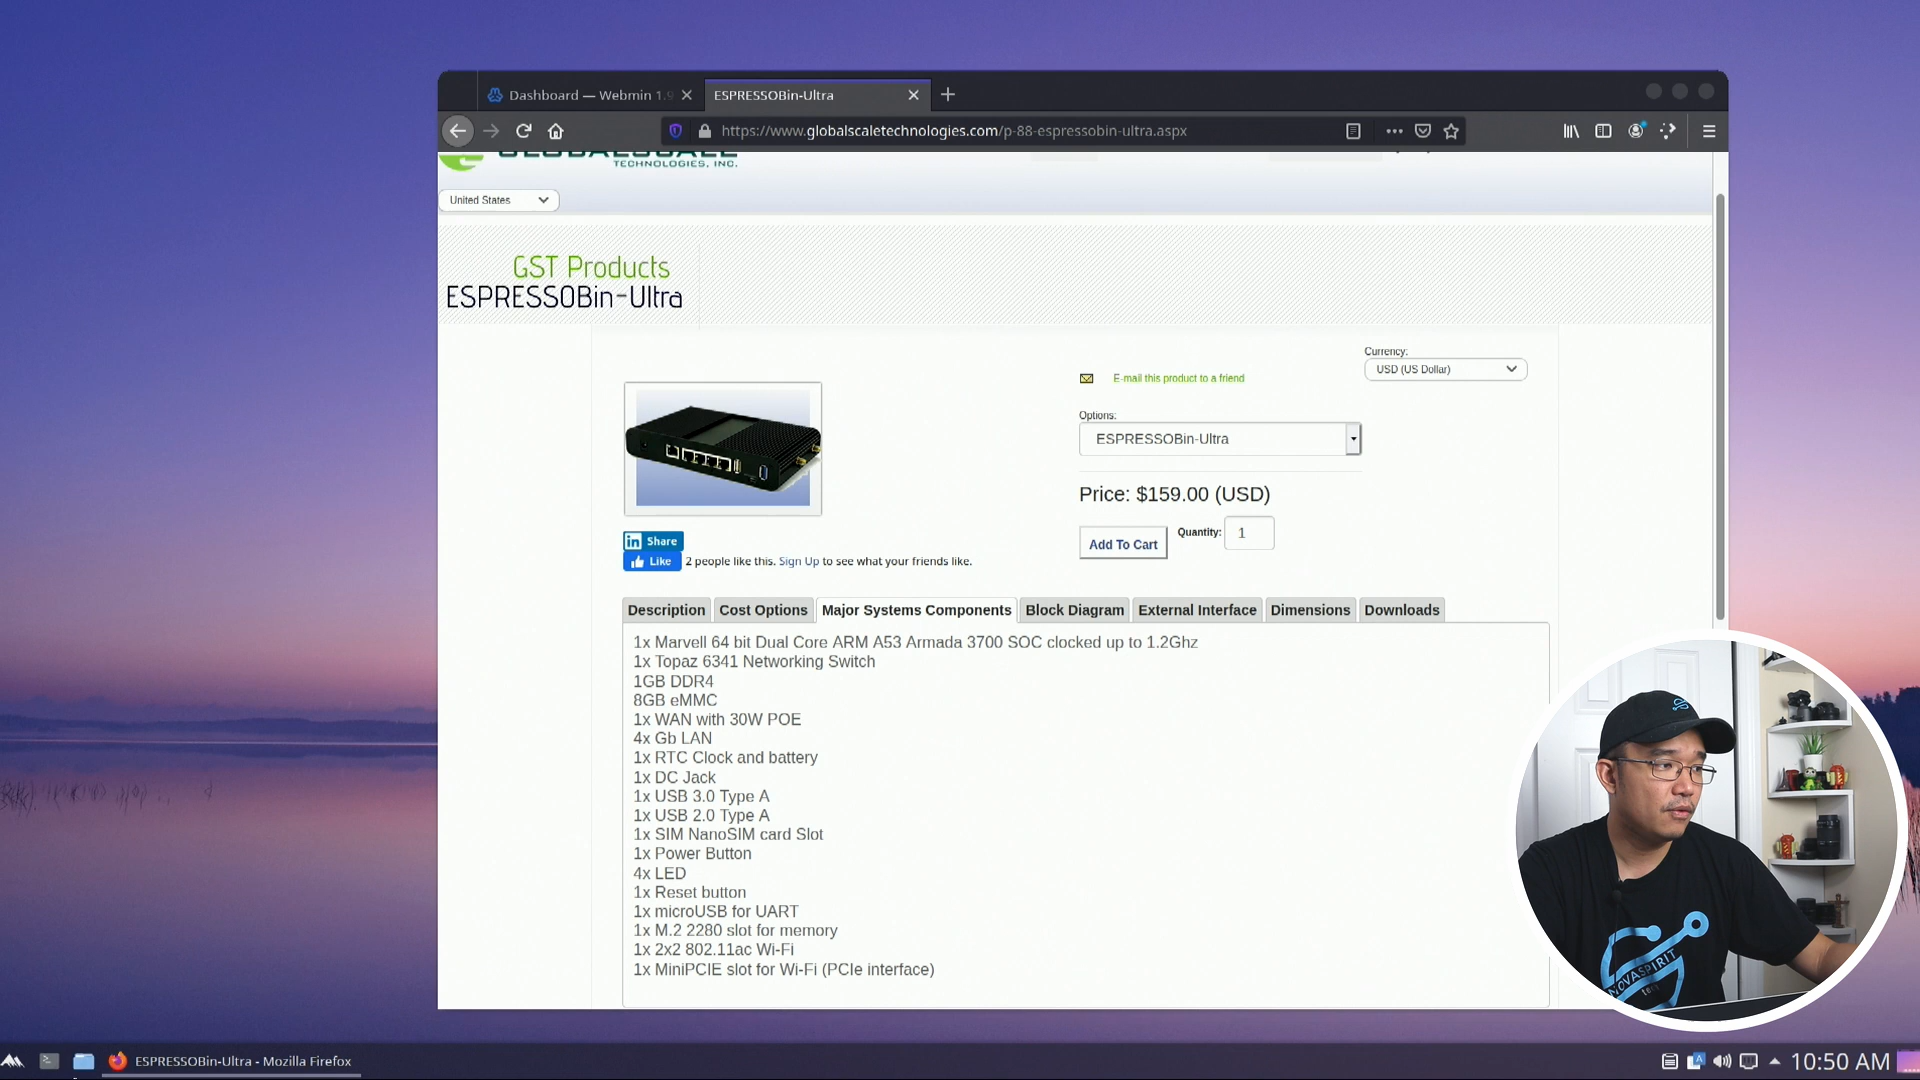 Dashboard — Webmin 1.9
ESPRESSOBin-Ultra
https://www.globalscaletechnologies.com/p-88-espressobin-ultra.aspx
GLOBALSCALE
TECHNOLOGIES, INC.
United States
GST Products
ESPRESSOBin-Ultra
Currency:
USD (US Dollar)
E-mail this product to a friend
Options:
ESPRESSOBin-Ultra
Price: $159.00 (USD)
Add To Cart
Quantity: 1
in Share
Like 2 people like this. Sign Up to see what your friends like.
Description Cost Options Major Systems Components Block Diagram External Interface Dimensions Downloads
1x Marvell 64 bit Dual Core ARM A53 Armada 3700 SOC clocked up to 1.2Ghz
1x Topaz 6341 Networking Switch
1GB DDR4
8GB eMMC
1x WAN with 30W POE
4x Gb LAN
1x RTC Clock and battery
1x DC Jack
1x USB 3.0 Type A
1x USB 2.0 Type A
1x SIM NanoSIM card Slot
1x Power Button
4x LED
1x Reset button
1x microUSB for UART
1x M.2 2280 slot for memory
1x 2x2 802.11ac Wi-Fi
1x MiniPCIE slot for Wi-Fi (PCIe interface)
NOVASPIRIT
tech
ESPRESSOBin-Ultra - Mozilla Firefox
A
10:50 AM